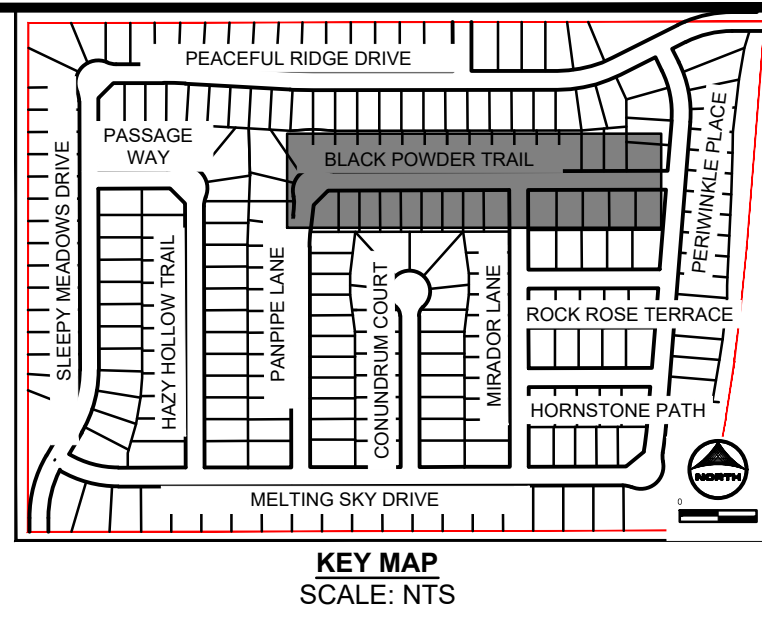 PEACEFUL RIDGE DRIVE
PASSAGE
WAY
BLACK POWDER TRAIL
SLEEPY MEADOWS DRIVE
HAZY HOLLOW TRAIL
PANPIPE LANE
CONUNDRUM COURT
MIRADOR LANE
PERIWINKLE PLACE
ROCK ROSE TERRACE
HORNSTONE PATH
MELTING SKY DRIVE
NORTH
0
KEY MAP
SCALE: NTS